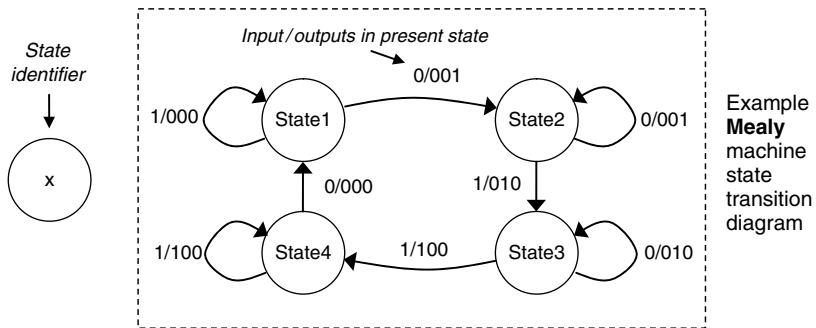 Input / outputs in present state
State
identifier
0/001
1/000
State1
State2
0/001
Example
Mealy
machine
state
transition
diagram
x
0/000
1/010
1/100
State4
1/100
State3
0/010